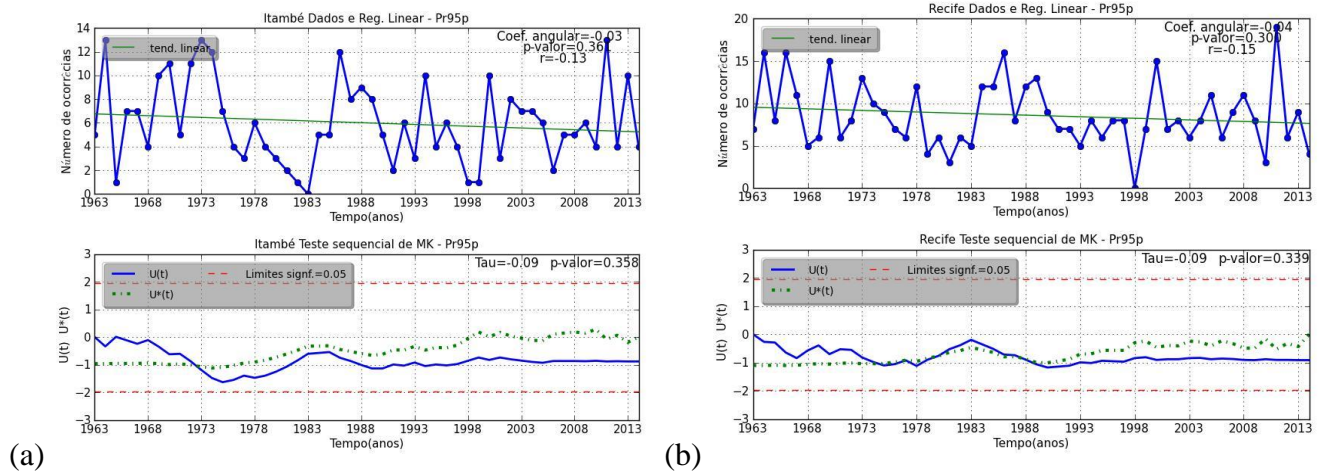 Itambé Dados e Reg. Linear - Pr95p
Coef. angular=-0.03
p-valor=0.361
r=-0.13
tend. linear
Número de ocorrências
14
12
10
8
6
4
2
0
1963 1968 1973 1978 1983 1988 1993 1998 2003 2008 2013
Tempo(anos)
Itambé Teste sequencial de MK - Pr95p
Tau=-0.09 p-valor=0.358
U(t) Limites signf.=0.05
U*(t)
U(t) U*(t)
3
2
1
0
−1
−2
−3
1963 1968 1973 1978 1983 1988 1993 1998 2003 2008 2013
Tempo(anos)
(a)
Recife Dados e Reg. Linear - Pr95p
Coef. angular=-0.04
p-valor=0.300
r=-0.15
tend. linear
Número de ocorrências
20
15
10
5
0
1963 1968 1973 1978 1983 1988 1993 1998 2003 2008 2013
Tempo(anos)
Recife Teste sequencial de MK - Pr95p
Tau=-0.09 p-valor=0.339
U(t) Limites signf.=0.05
U*(t)
U(t) U*(t)
3
2
1
0
−1
−2
−3
1963 1968 1973 1978 1983 1988 1993 1998 2003 2008 2013
Tempo(anos)
(b)